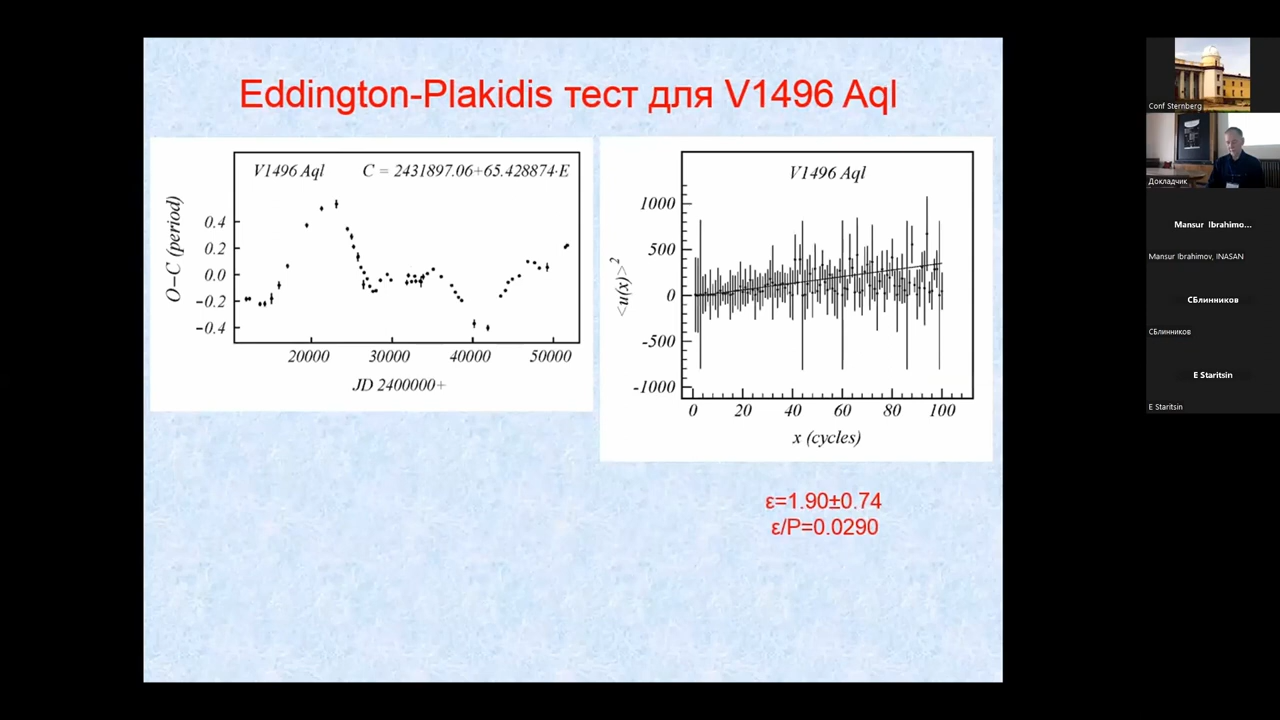 Eddington-Plakidis тест для V1496 Aql
V1496 Aql C = 2431897.06+65.428874·E
O–C (period)
0.4
0.2
0.0
−0.2
−0.4
20000 30000 40000 50000
JD 2400000+
V1496 Aql
<u(x)>²
1000
500
0
-500
-1000
0 20 40 60 80 100
x (cycles)
ε=1.90±0.74
ε/P=0.0290
Conf Sternberg
Докладчик
Mansur Ibrahimo...
Mansur Ibrahimov, INASAN
СБлинников
СБлинников
E Staritsin
E Staritsin